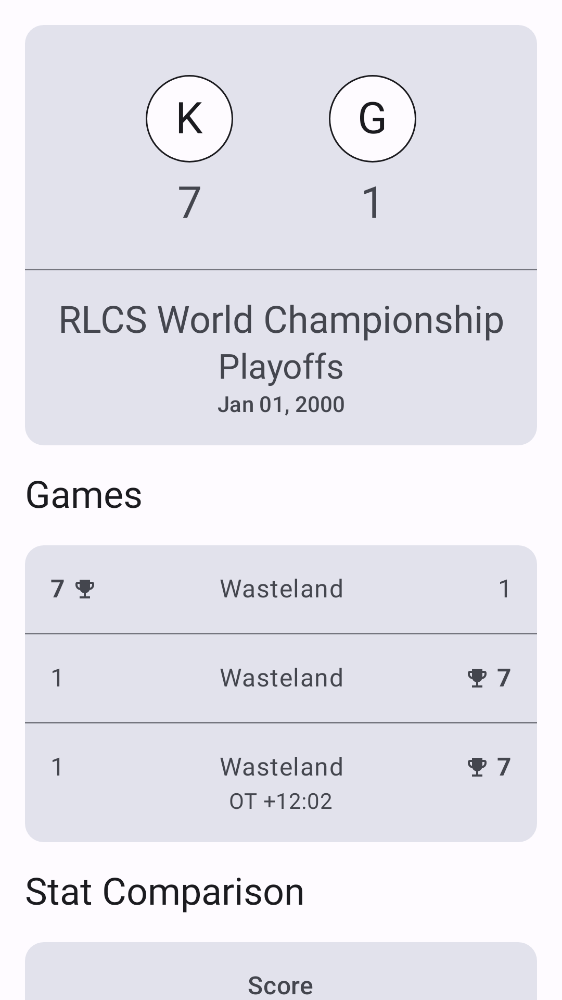 K G
7 1
RLCS World Championship
Playoffs
Jan 01, 2000
Games
7 Wasteland 1
1 Wasteland 7
1 Wasteland 7
OT +12:02
Stat Comparison
Score